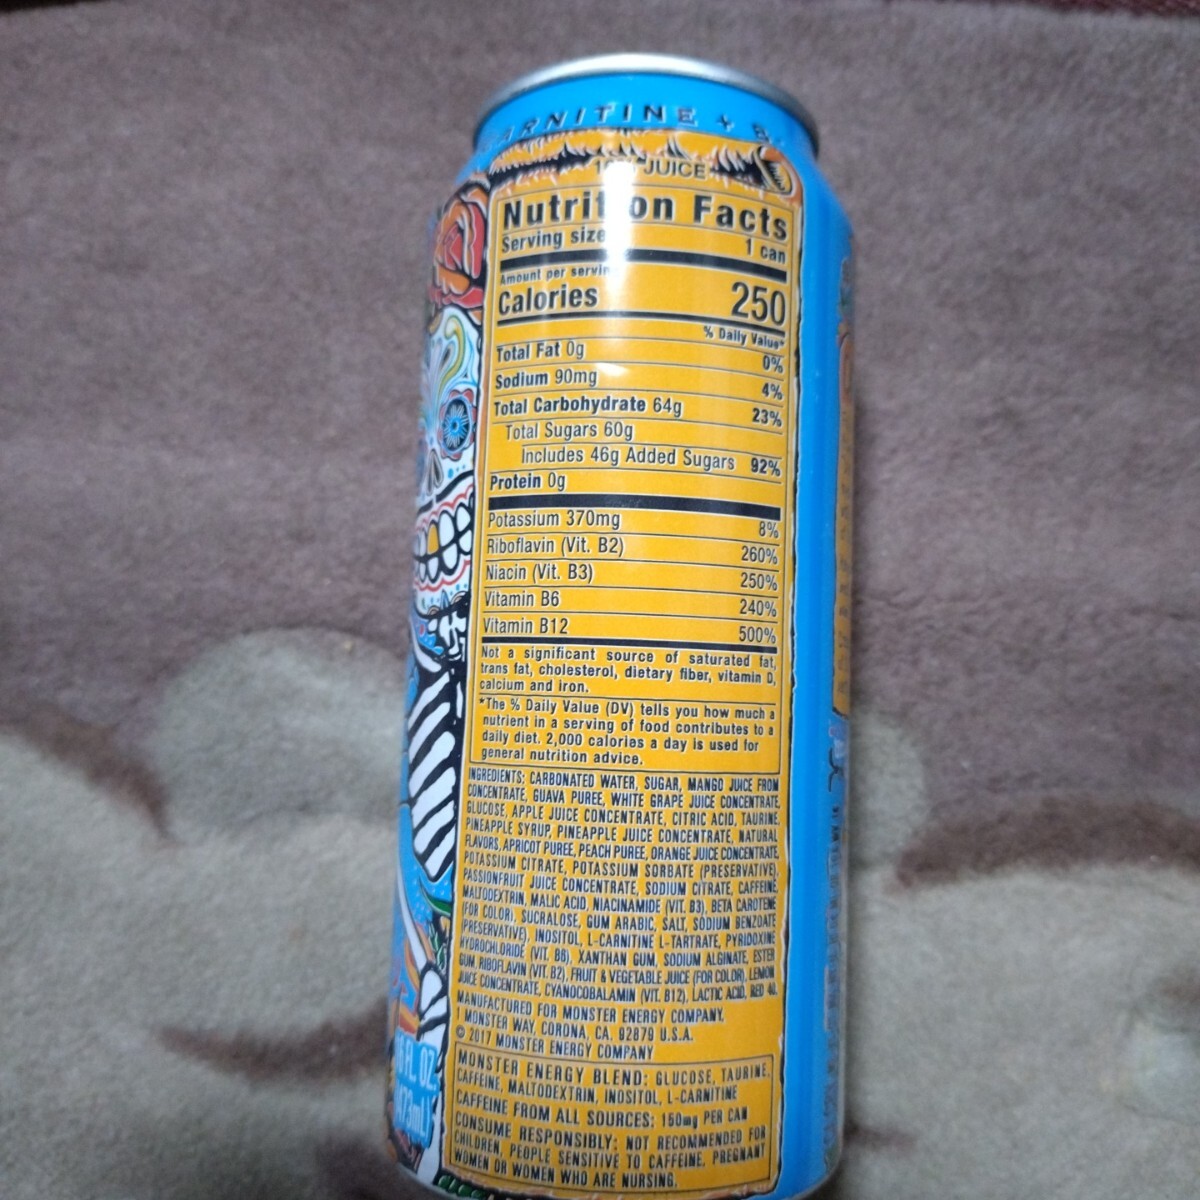 ARNITINE + B
JUICE
Nutrition Facts
Serving size 1 can
Amount per servin
Calories 250
% Daily Value*
Total Fat 0g 0%
Sodium 90mg 4%
Total Carbohydrate 64g 23%
Total Sugars 60g
Includes 46g Added Sugars 92%
Protein 0g
Potassium 370mg 8%
Riboflavin (Vit. B2) 260%
Niacin (Vit. B3) 250%
Vitamin B6 240%
Vitamin B12 500%
Not a significant source of saturated fat,
trans fat, cholesterol, dietary fiber, vitamin D,
calcium and iron.
*The % Daily Value (DV) tells you how much a
nutrient in a serving of food contributes to a
daily diet. 2,000 calories a day is used for
general nutrition advice.
INGREDIENTS: CARBONATED WATER, SUGAR, MANGO JUICE FROM
CONCENTRATE, GUAVA PUREE, WHITE GRAPE JUICE CONCENTRATE,
GLUCOSE, APPLE JUICE CONCENTRATE, CITRIC ACID, TAURINE,
PINEAPPLE SYRUP, PINEAPPLE JUICE CONCENTRATE, NATURAL
FLAVORS, APRICOT PUREE, PEACH PUREE, ORANGE JUICE CONCENTRATE,
POTASSIUM CITRATE, POTASSIUM SORBATE (PRESERVATIVE),
PASSIONFRUIT JUICE CONCENTRATE, SODIUM CITRATE, CAFFEINE,
MALTODEXTRIN, MALIC ACID, NIACINAMIDE (VIT. B3), BETA CAROTENE
(FOR COLOR), SUCRALOSE, GUM ARABIC, SALT, SODIUM BENZOATE
(PRESERVATIVE), INOSITOL, L-CARNITINE L-TARTRATE, PYRIDOXINE
HYDROCHLORIDE (VIT. B6), XANTHAN GUM, SODIUM ALGINATE, ESTER
GUM, RIBOFLAVIN (VIT. B2), FRUIT & VEGETABLE JUICE (FOR COLOR), LEMON
JUICE CONCENTRATE, CYANOCOBALAMIN (VIT. B12), LACTIC ACID, RED 40.
MANUFACTURED FOR MONSTER ENERGY COMPANY.
1 MONSTER WAY, CORONA, CA. 92879 U.S.A.
© 2017 MONSTER ENERGY COMPANY
MONSTER ENERGY BLEND: GLUCOSE, TAURINE,
CAFFEINE, MALTODEXTRIN, INOSITOL, L-CARNITINE
CAFFEINE FROM ALL SOURCES: 150mg PER CAN
CONSUME RESPONSIBLY: NOT RECOMMENDED FOR
CHILDREN, PEOPLE SENSITIVE TO CAFFEINE, PREGNANT
WOMEN OR WOMEN WHO ARE NURSING.
6 FL. OZ.
(473mL)